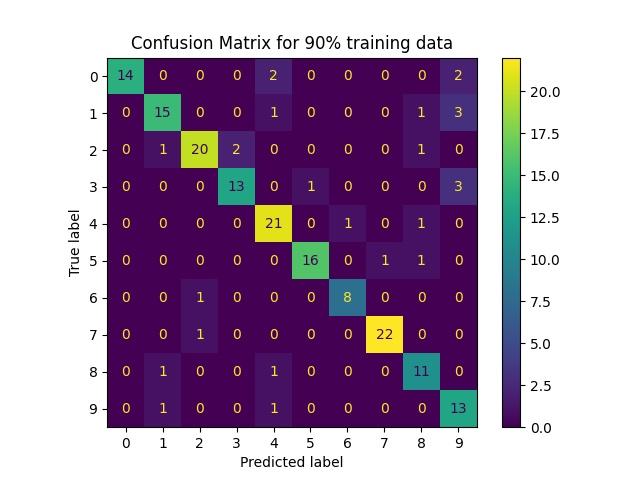 Confusion Matrix for 90% training data
0 14 0 0 0 2 0 0 0 0 2
1 0 15 0 0 1 0 0 0 1 3
2 0 1 20 2 0 0 0 0 1 0
3 0 0 0 13 0 1 0 0 0 3
4 0 0 0 0 21 0 1 0 1 0
5 0 0 0 0 0 16 0 1 1 0
6 0 0 1 0 0 0 8 0 0 0
7 0 0 1 0 0 0 0 22 0 0
8 0 1 0 0 1 0 0 0 11 0
9 0 1 0 0 1 0 0 0 0 13
0 1 2 3 4 5 6 7 8 9
Predicted label
True label
20.0
17.5
15.0
12.5
10.0
7.5
5.0
2.5
0.0